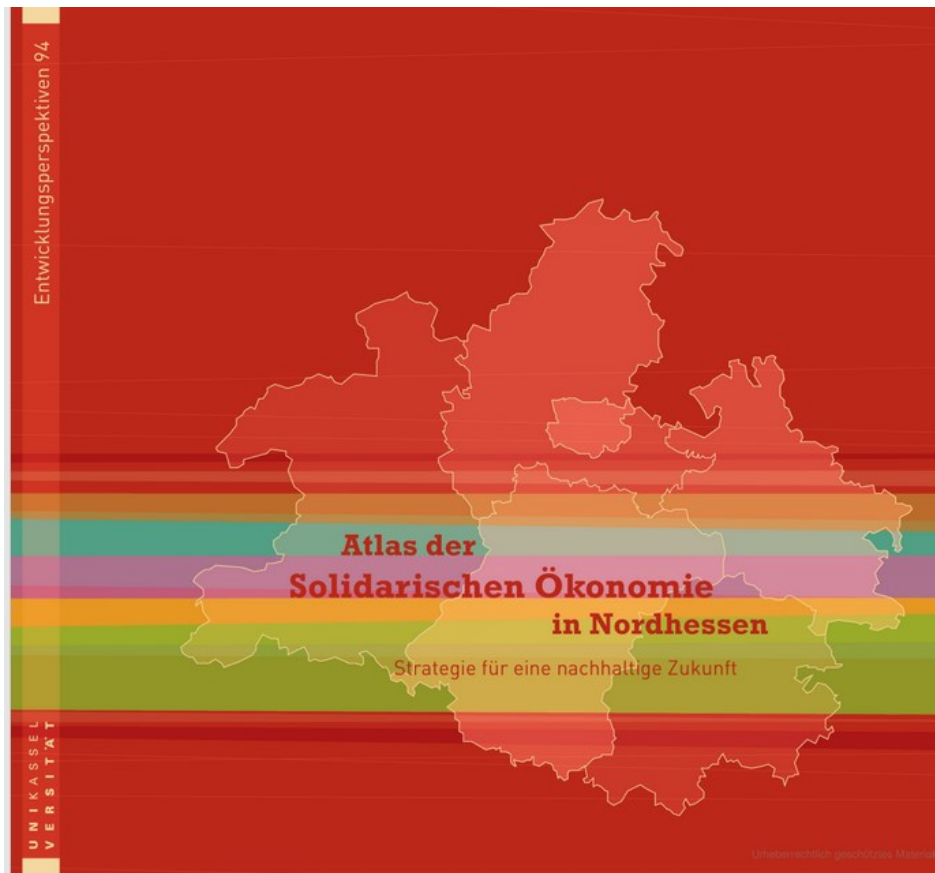 Entwicklungsperspektiven 94
Atlas der
Solidarischen Ökonomie
in Nordhessen
Strategie für eine nachhaltige Zukunft
UNIKASSEL
VERSITÄT
Urheberrechtlich geschütztes Material